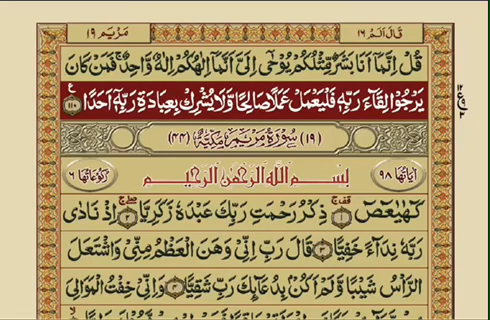 قَالَ اَلَمْ ١٦ مَرْيَم ١٩
قُلْ اِنَّمَاۤ اَنَا بَشَرٌ مِّثْلُكُمْ يُوْحٰۤى اِلَىَّ اَنَّمَاۤ اِلٰهُكُمْ اِلٰهٌ وَّاحِدٌ ۚ فَمَنْ كَانَ
يَرْجُوْا لِقَآءَ رَبِّهٖ فَلْيَعْمَلْ عَمَلًا صَالِحًا وَّلَا يُشْرِكْ بِعِبَادَةِ رَبِّهٖۤ اَحَدًا ﴿١١٠﴾ ع
(١٩) سُوْرَةُ مَرْيَمَ مَكِّيَّةٌ (٤٤)
اٰيَاتُهَا ٩٨ بِسْمِ اللّٰهِ الرَّحْمٰنِ الرَّحِيْمِ رُكُوْعَاتُهَا ٦
كٓهٰيٰعٓصٓ ﴿١﴾ ذِكْرُ رَحْمَتِ رَبِّكَ عَبْدَهٗ زَكَرِيَّا ﴿٢﴾ اِذْ نَادٰى
رَبَّهٗ نِدَآءً خَفِيًّا ﴿٣﴾ قَالَ رَبِّ اِنِّىْ وَهَنَ الْعَظْمُ مِنِّىْ وَاشْتَعَلَ
الرَّاْسُ شَيْبًا وَّلَمْ اَكُنْۢ بِدُعَآئِكَ رَبِّ شَقِيًّا ﴿٤﴾ وَاِنِّىْ خِفْتُ الْمَوَالِىَ